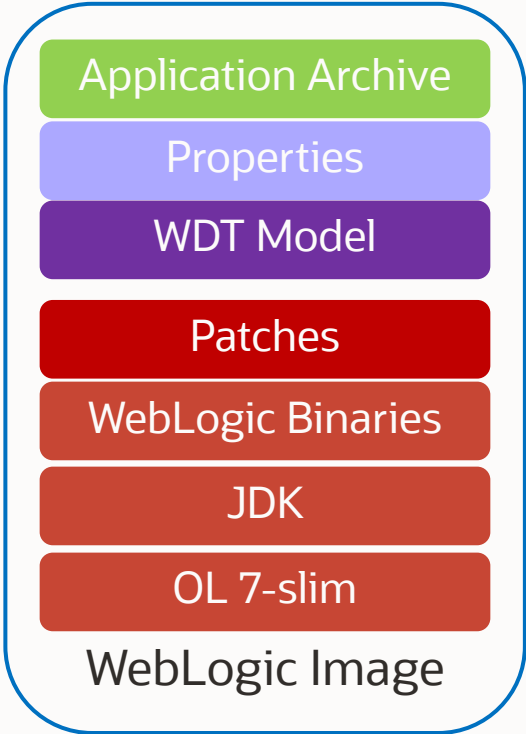 Application Archive
Properties
WDT Model
Patches
WebLogic Binaries
JDK
OL 7-slim
WebLogic Image